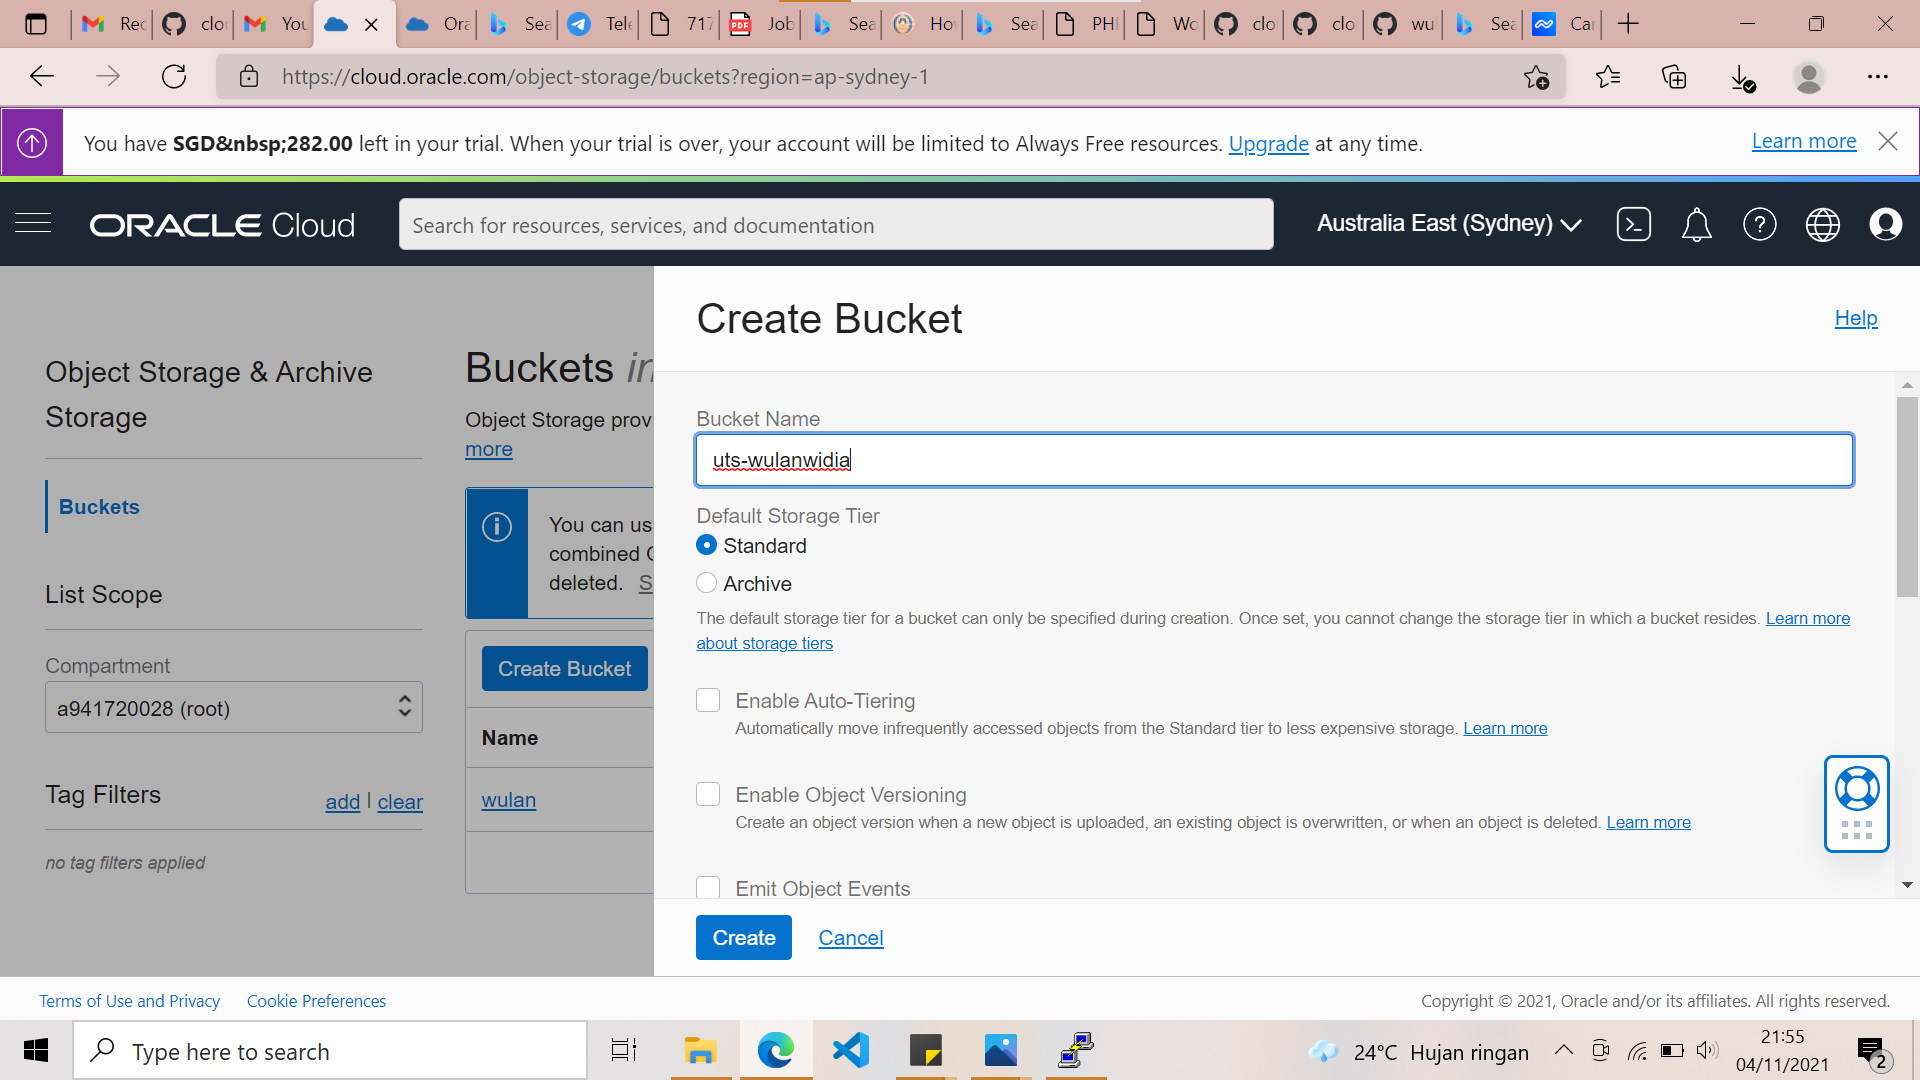 Rec
clou
You
Ora
Sea
Tele
717
Job
Sea
Hov
Sea
PHI
Wo
clo
clo
wu
Sea
Car
https://cloud.oracle.com/object-storage/buckets?region=ap-sydney-1
You have SGD&nbsp;282.00 left in your trial. When your trial is over, your account will be limited to Always Free resources. Upgrade at any time.
Learn more
ORACLE Cloud
Search for resources, services, and documentation
Australia East (Sydney)
Object Storage & Archive
Storage
Buckets
List Scope
Compartment
a941720028 (root)
Tag Filters
add | clear
no tag filters applied
Buckets in
Object Storage prov
more
You can us
combined
deleted. S
Create Bucket
Name
wulan
Create Bucket
Help
Bucket Name
uts-wulanwidia
Default Storage Tier
Standard
Archive
The default storage tier for a bucket can only be specified during creation. Once set, you cannot change the storage tier in which a bucket resides. Learn more
about storage tiers
Enable Auto-Tiering
Automatically move infrequently accessed objects from the Standard tier to less expensive storage. Learn more
Enable Object Versioning
Create an object version when a new object is uploaded, an existing object is overwritten, or when an object is deleted. Learn more
Emit Object Events
Create
Cancel
Terms of Use and Privacy
Cookie Preferences
Copyright © 2021, Oracle and/or its affiliates. All rights reserved.
Type here to search
24°C Hujan ringan
21:55
04/11/2021
2